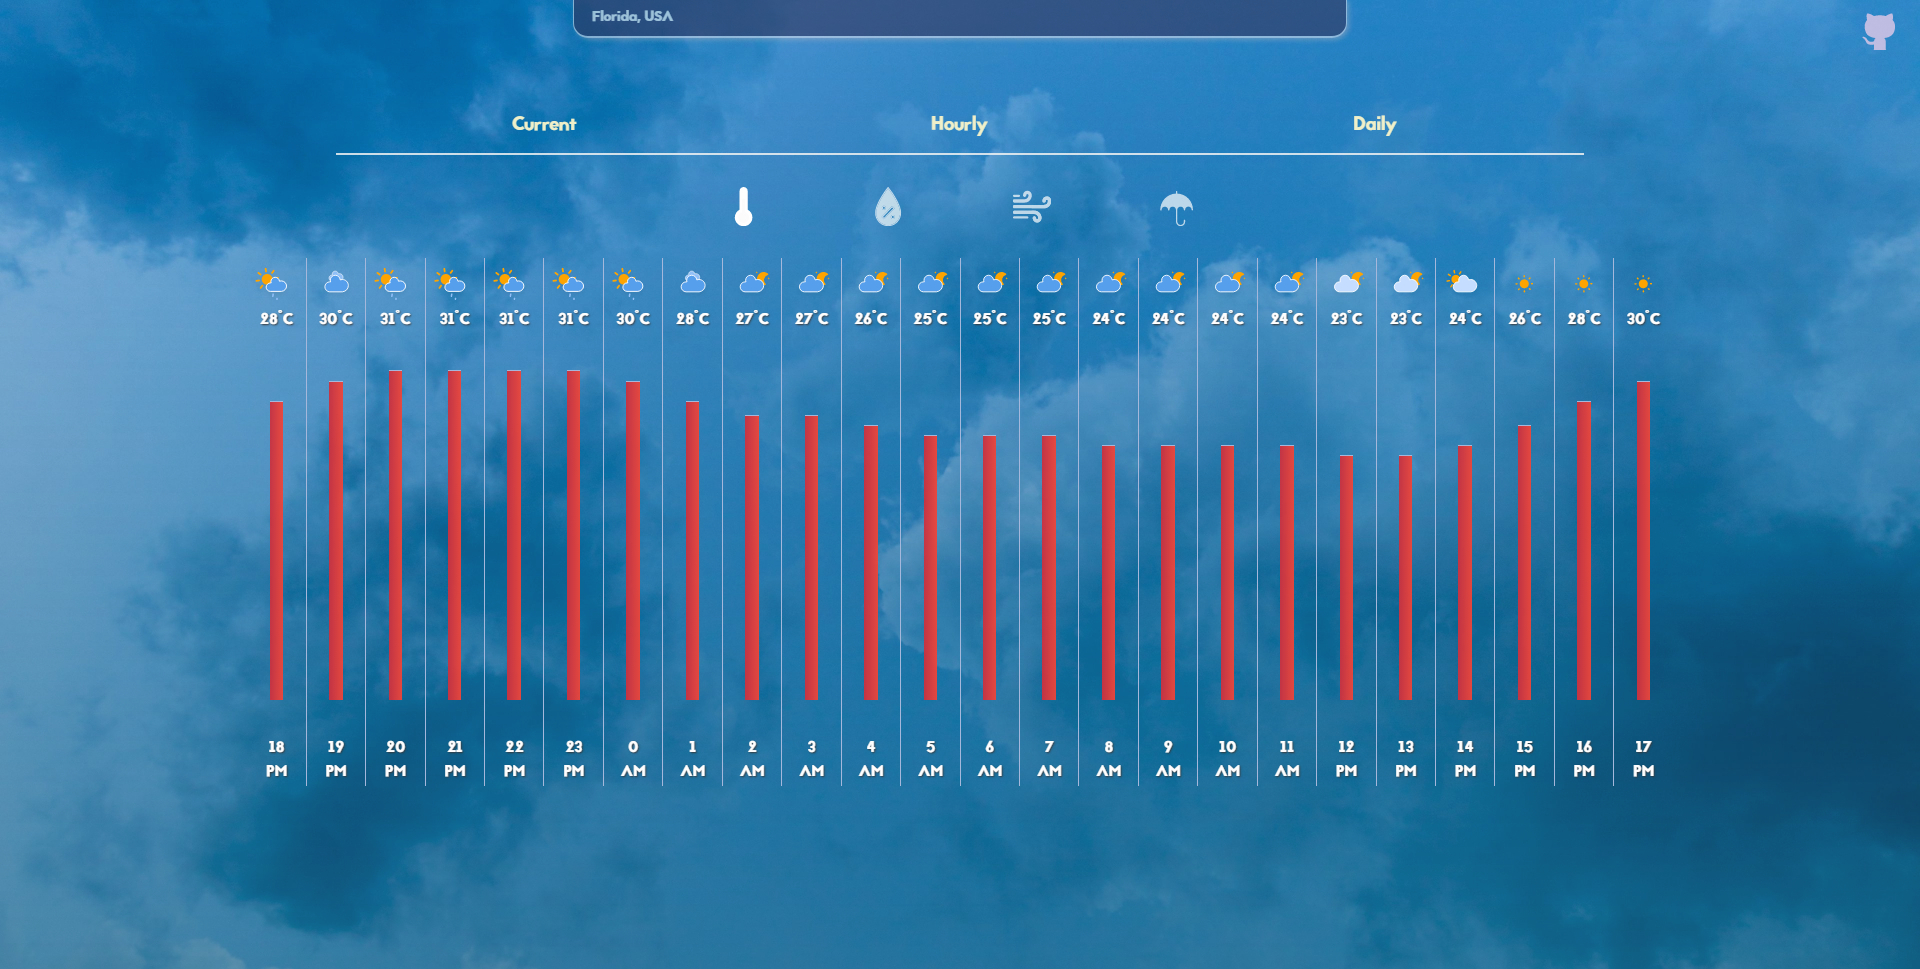 Florida, USA
Current Hourly Daily
28°C 30°C 31°C 31°C 31°C 31°C 30°C 28°C 27°C 27°C 26°C 25°C 25°C 25°C 24°C 24°C 24°C 24°C 23°C 23°C 24°C 26°C 28°C 30°C
18 19 20 21 22 23 0 1 2 3 4 5 6 7 8 9 10 11 12 13 14 15 16 17
PM PM PM PM PM PM AM AM AM AM AM AM AM AM AM AM AM AM PM PM PM PM PM PM